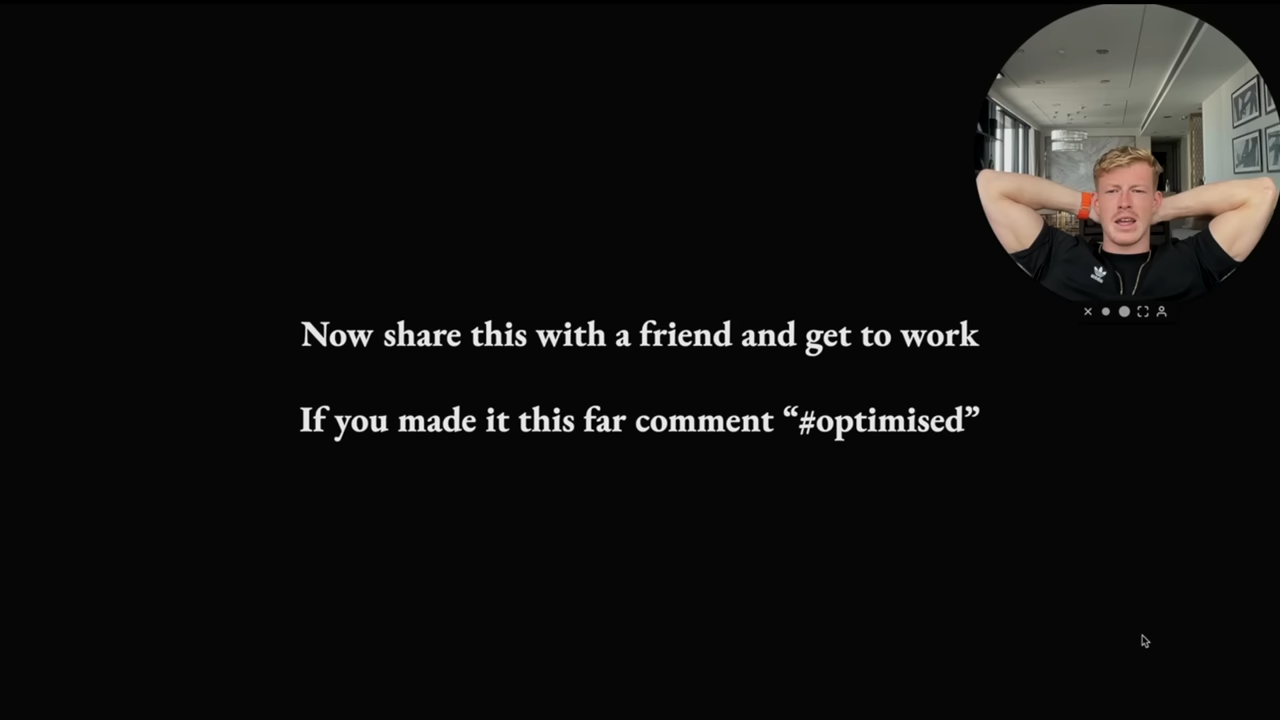 Now share this with a friend and get to work
If you made it this far comment “#optimised”